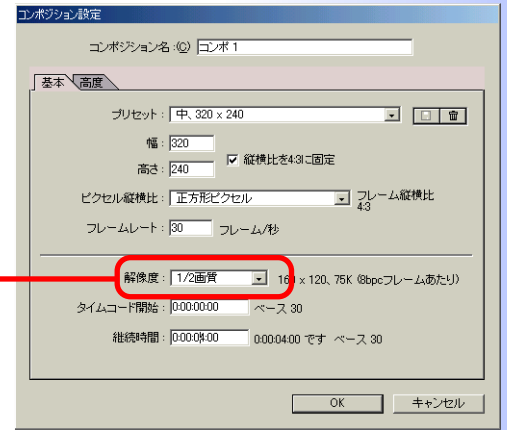 コンポジション設定
コンポジション名:(C) コンポ 1
基本 高度
プリセット: 中、320 x 240
幅: 320
縦横比を4:3に固定
高さ: 240
ピクセル縦横比: 正方形ピクセル フレーム縦横比
4:3
フレームレート: 30 フレーム/秒
解像度: 1/2画質 160 x 120、75K (8bpcフレームあたり)
タイムコード開始: 0:00:00:00 ベース 30
継続時間: 0:00:04:00 0:00:04:00 です ベース 30
OK キャンセル